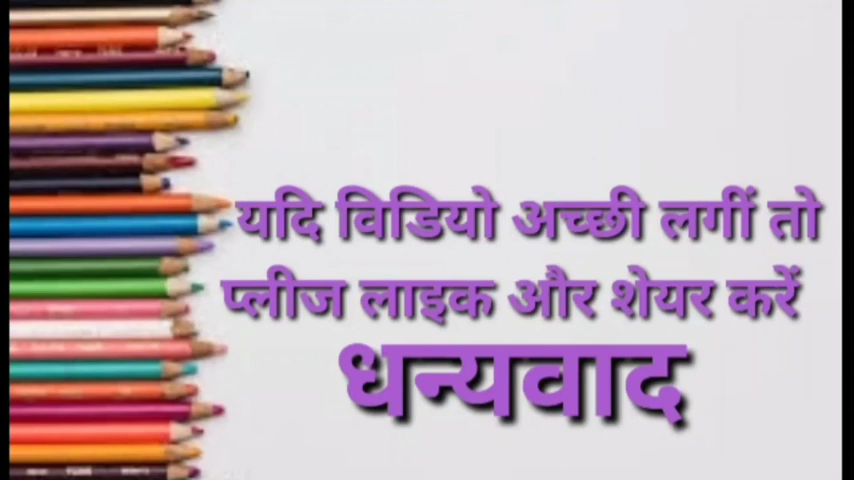 यदि विडियो अच्छी लगीं तो
प्लीज लाइक और शेयर करें
धन्यवाद